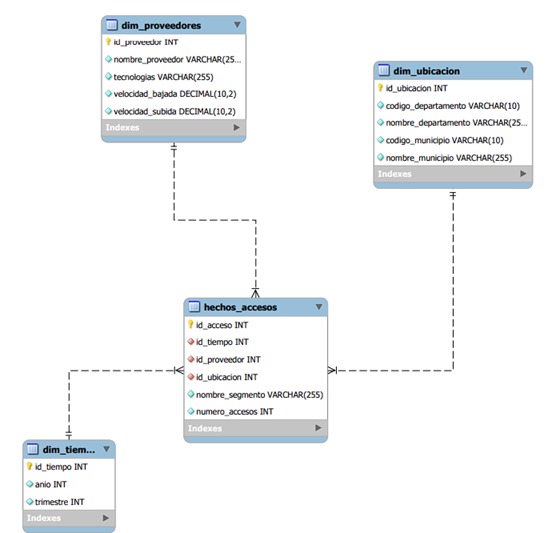 dim_proveedores
id_proveedor INT
nombre_proveedor VARCHAR(25...
tecnologias VARCHAR(255)
velocidad_bajada DECIMAL(10,2)
velocidad_subida DECIMAL(10,2)
Indexes
dim_ubicacion
id_ubicacion INT
codigo_departamento VARCHAR(10)
nombre_departamento VARCHAR(25...
codigo_municipio VARCHAR(10)
nombre_municipio VARCHAR(255)
Indexes
hechos_accesos
id_acceso INT
id_tiempo INT
id_proveedor INT
id_ubicacion INT
nombre_segmento VARCHAR(255)
numero_accesos INT
Indexes
dim_tiem...
id_tiempo INT
anio INT
trimestre INT
Indexes